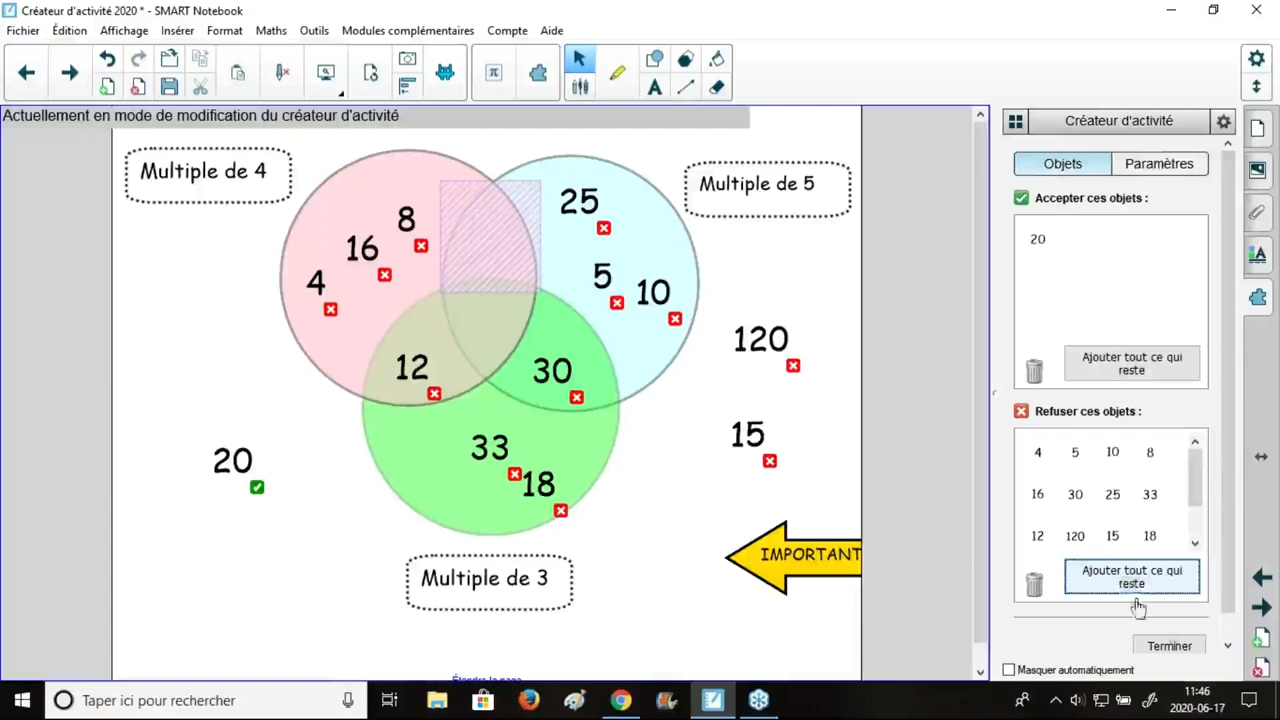 Créateur d'activité 2020 * - SMART Notebook
Fichier Édition Affichage Insérer Format Maths Outils Modules complémentaires Compte Aide
Actuellement en mode de modification du créateur d'activité
Multiple de 4
Multiple de 5
25
8
16
4
5
10
120
12
30
15
33
20
18
IMPORTANT
Multiple de 3
Créateur d'activité
Objets Paramètres
Accepter ces objets :
20
Ajouter tout ce qui
reste
Refuser ces objets :
4 5 10 8
16 30 25 33
12 120 15 18
Ajouter tout ce qui
reste
Terminer
Masquer automatiquement
Taper ici pour rechercher
11:46
2020-06-17